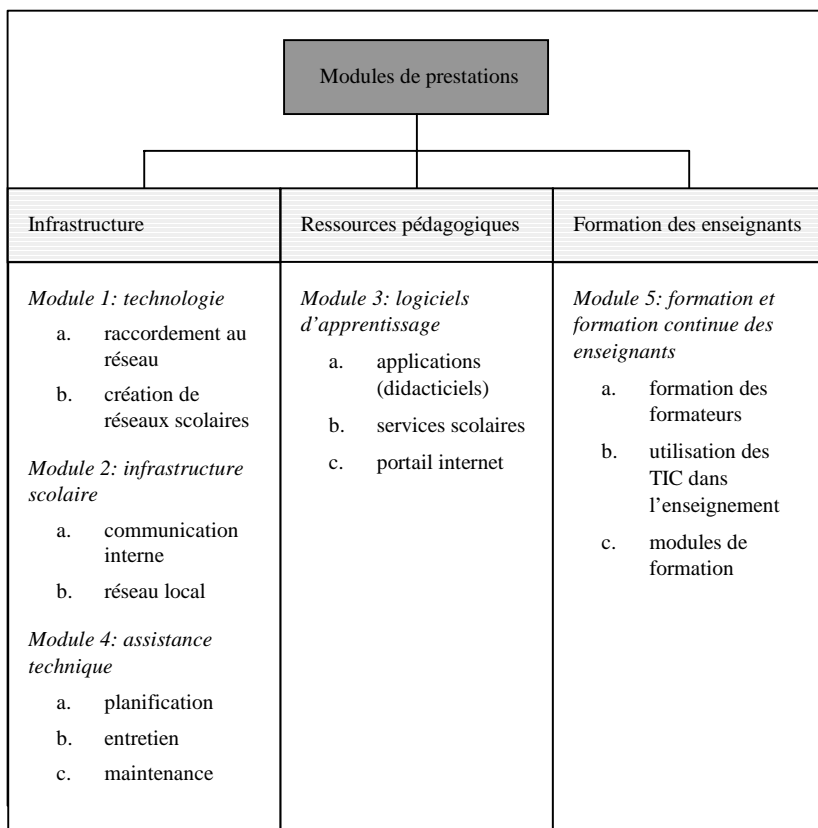 Modules de prestations
Infrastructure
Module 1: technologie
a. raccordement au
réseau
b. création de
réseaux scolaires
Module 2: infrastructure
scolaire
a. communication
interne
b. réseau local
Module 4: assistance
technique
a. planification
b. entretien
c. maintenance
Ressources pédagogiques
Module 3: logiciels
d’apprentissage
a. applications
(didacticiels)
b. services scolaires
c. portail internet
Formation des enseignants
Module 5: formation et
formation continue des
enseignants
a. formation des
formateurs
b. utilisation des
TIC dans
l’enseignement
c. modules de
formation